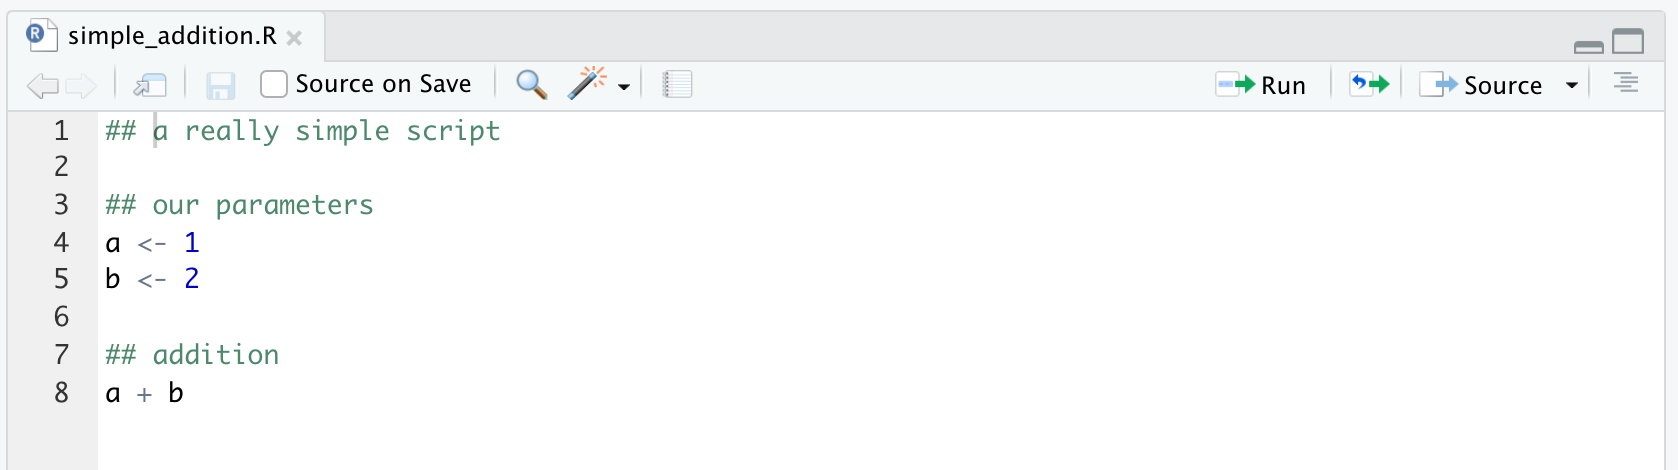 simple_addition.R
Source on Save
Run
Source
1 ## a really simple script
2
3 ## our parameters
4 a <- 1
5 b <- 2
6
7 ## addition
8 a + b